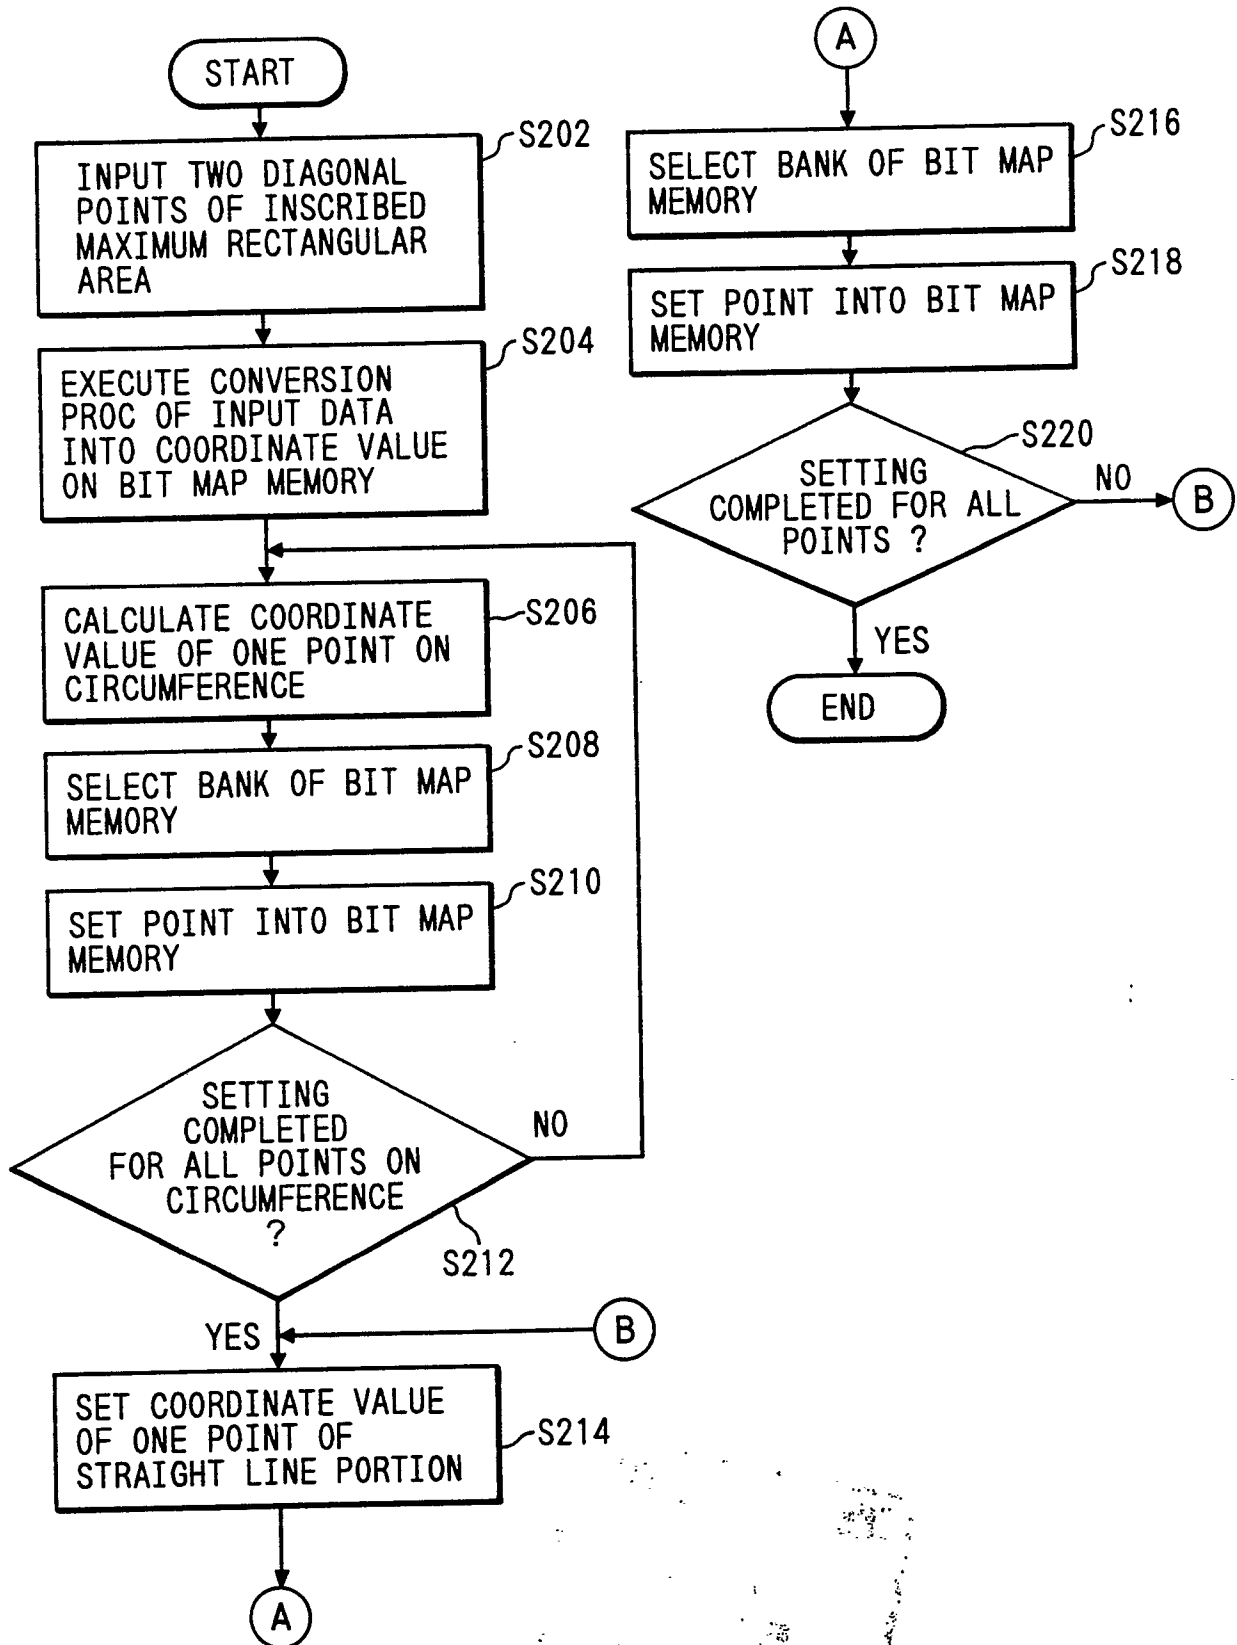 START
S202
INPUT TWO DIAGONAL
POINTS OF INSCRIBED
MAXIMUM RECTANGULAR
AREA
S204
EXECUTE CONVERSION
PROC OF INPUT DATA
INTO COORDINATE VALUE
ON BIT MAP MEMORY
S206
CALCULATE COORDINATE
VALUE OF ONE POINT ON
CIRCUMFERENCE
S208
SELECT BANK OF BIT MAP
MEMORY
S210
SET POINT INTO BIT MAP
MEMORY
SETTING
COMPLETED
FOR ALL POINTS ON
CIRCUMFERENCE
?
NO
S212
YES
B
SET COORDINATE VALUE
OF ONE POINT OF
STRAIGHT LINE PORTION
S214
A
A
S216
SELECT BANK OF BIT MAP
MEMORY
S218
SET POINT INTO BIT MAP
MEMORY
S220
SETTING
COMPLETED FOR ALL
POINTS ?
NO
B
YES
END